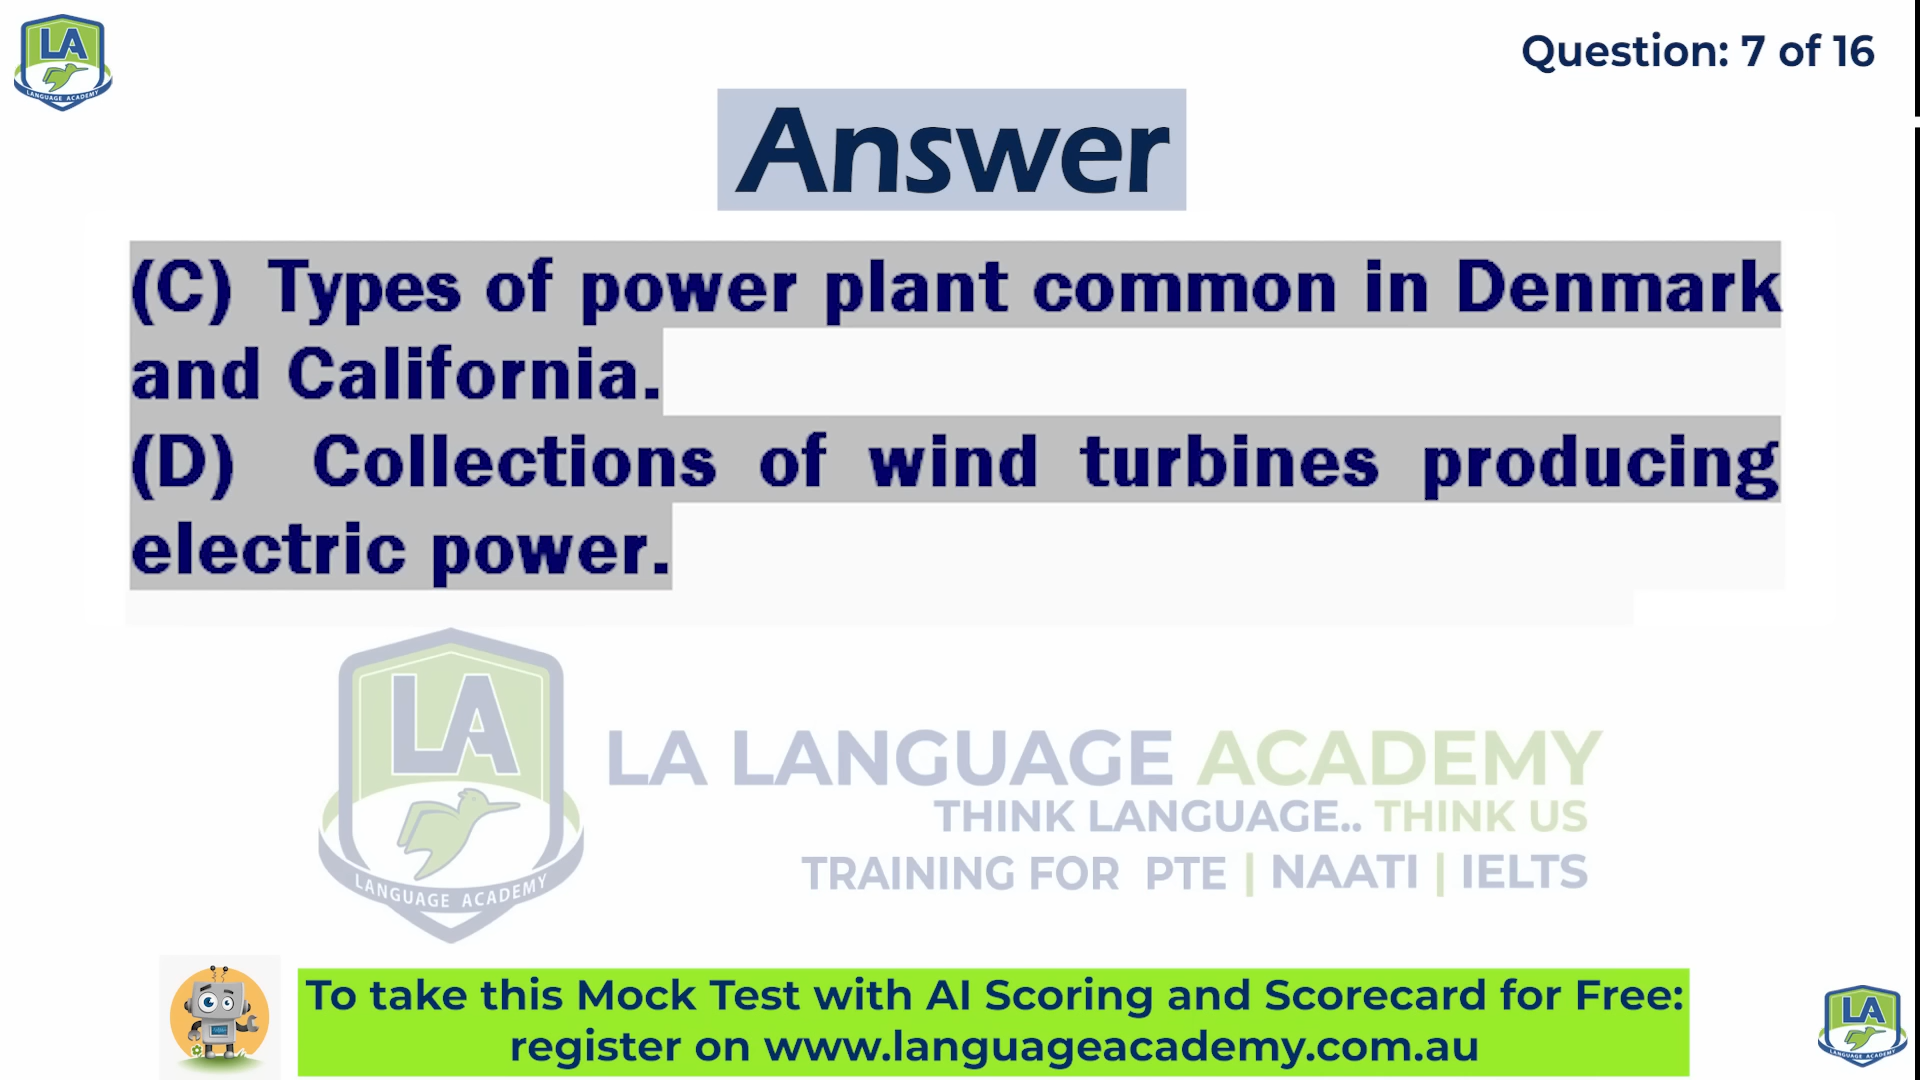 LA
LANGUAGE ACADEMY
Question: 7 of 16
Answer
(C) Types of power plant common in Denmark
and California.
(D) Collections of wind turbines producing
electric power.
LA
LANGUAGE ACADEMY
LA LANGUAGE ACADEMY
THINK LANGUAGE.. THINK US
TRAINING FOR PTE | NAATI | IELTS
To take this Mock Test with AI Scoring and Scorecard for Free:
register on www.languageacademy.com.au
LA
LANGUAGE ACADEMY